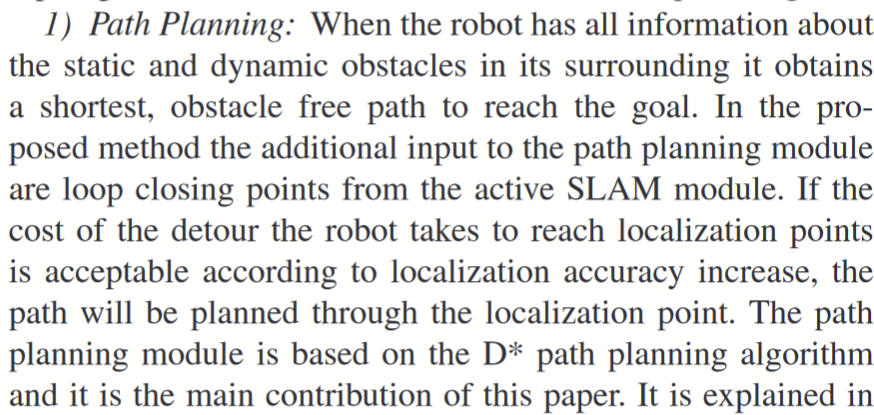 1) Path Planning: When the robot has all information about
the static and dynamic obstacles in its surrounding it obtains
a shortest, obstacle free path to reach the goal. In the pro-
posed method the additional input to the path planning module
are loop closing points from the active SLAM module. If the
cost of the detour the robot takes to reach localization points
is acceptable according to localization accuracy increase, the
path will be planned through the localization point. The path
planning module is based on the D* path planning algorithm
and it is the main contribution of this paper. It is explained in